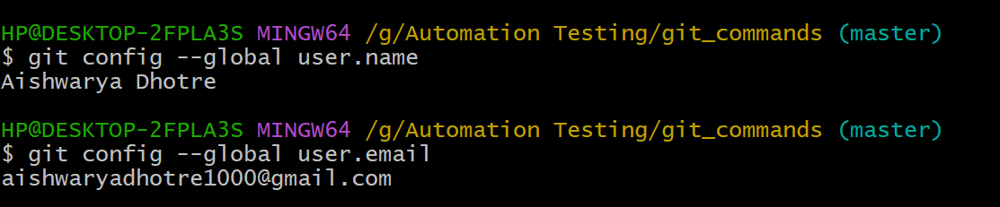 HP@DESKTOP-2FPLA3S MINGW64 /g/Automation Testing/git_commands (master)
$ git config --global user.name
Aishwarya Dhotre
HP@DESKTOP-2FPLA3S MINGW64 /g/Automation Testing/git_commands (master)
$ git config --global user.email
aishwaryadhotre1000@gmail.com